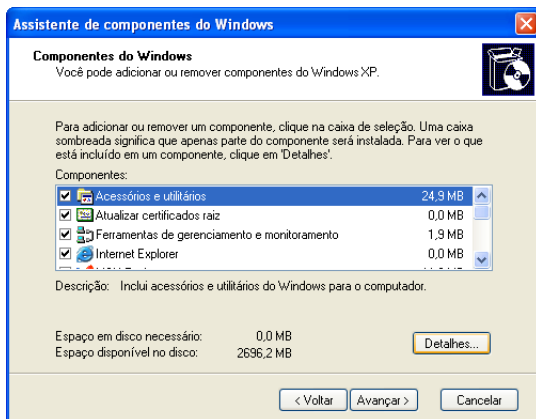 Assistente de componentes do Windows
Componentes do Windows
Você pode adicionar ou remover componentes do Windows XP.
Para adicionar ou remover um componente, clique na caixa de seleção. Uma caixa
sombreada significa que apenas parte do componente será instalada. Para ver o que
está incluído em um componente, clique em 'Detalhes'.
Componentes:
Acessórios e utilitários 24,9 MB
Atualizar certificados raiz 0,0 MB
Ferramentas de gerenciamento e monitoramento 1,9 MB
Internet Explorer 0,0 MB
Descrição: Inclui acessórios e utilitários do Windows para o computador.
Espaço em disco necessário: 0,0 MB
Espaço disponível no disco: 2696,2 MB
Detalhes...
< Voltar Avançar > Cancelar